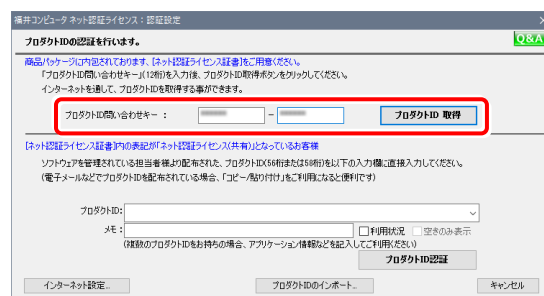 福井コンピュータ ネット認証ライセンス：認証設定
プロダクトIDの認証を行います。
Q&A
商品パッケージに内包されております、[ネット認証ライセンス証書]をご用意ください。
「プロダクトID問い合わせキー」(12桁)を入力後、プロダクトID取得ボタンをクリックしてください。
インターネットを通して、プロダクトIDを取得する事ができます。
プロダクトID問い合わせキー：
－
プロダクトID 取得
[ネット認証ライセンス証書]内の表記が「ネット認証ライセンス(共有)」となっているお客様
ソフトウェアを管理されている担当者様より配布された、プロダクトID(56桁または58桁)を以下の入力欄に直接入力してください。
(電子メールなどでプロダクトIDを配布されている場合、「コピー/貼り付け」をご利用になると便利です)
プロダクトID:
メモ:
利用状況
空きのみ表示
(複数のプロダクトIDをお持ちの場合、アプリケーション情報などを記入してご利用ください)
プロダクトID認証
インターネット設定...
プロダクトIDのインポート...
キャンセル